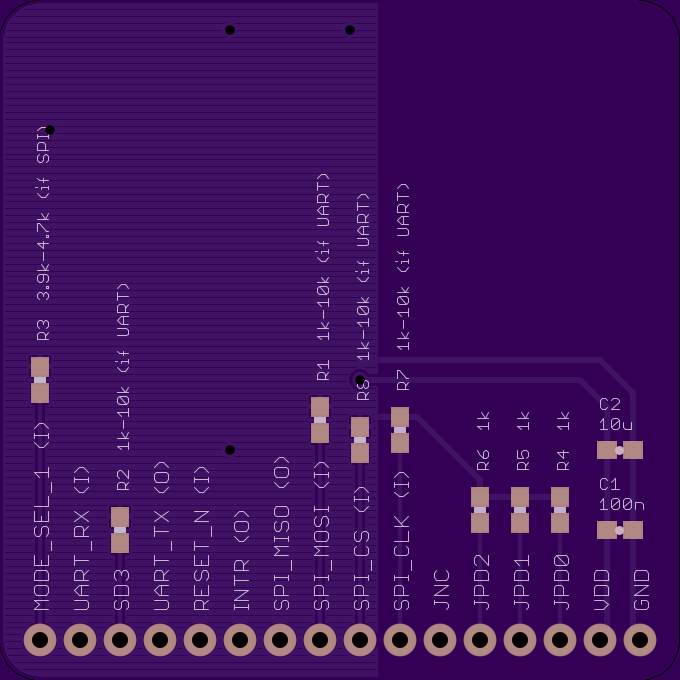 R3 3.9k-4.7k (if SPI)
R2 1k-10k (if UART)
R1 1k-10k (if UART)
R8 1k-10k (if UART)
R7 1k-10k (if UART)
R6 1k
R5 1k
R4 1k
C2
10u
C1
100n
MODE_SEL_1 (I)
UART_RX (I)
SD3
UART_TX (O)
RESET_N (I)
INTR (O)
SPI_MISO (O)
SPI_MOSI (I)
SPI_CS (I)
SPI_CLK (I)
JNC
JPD2
JPD1
JPD0
VDD
GND